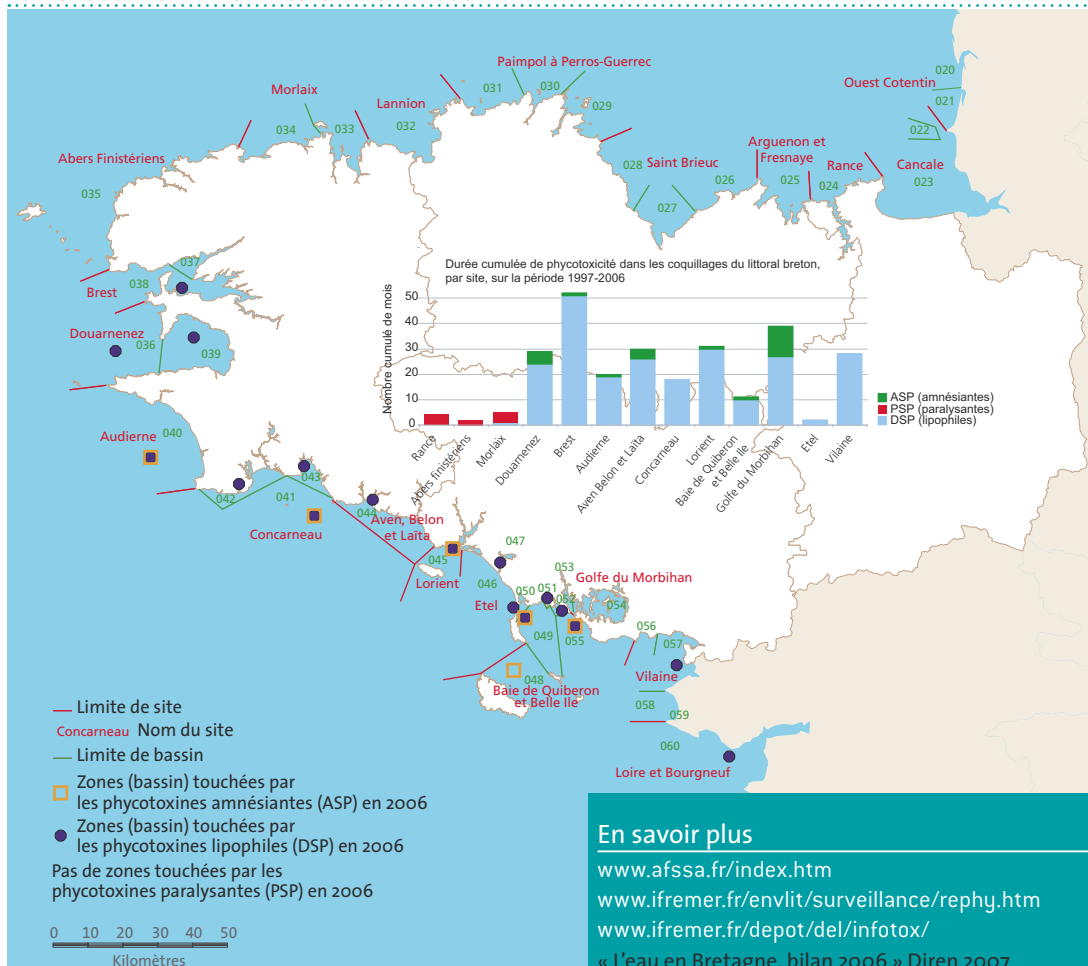 Paimpol à Perros-Guerrec
031
030
029
Ouest Cotentin
020
021
022
Morlaix
034
033
Lannion
032
Abers Finistériens
035
028
Saint Brieuc
027
026
Arguenon et
Fresnaye
025
Rance
024
Cancale
023
037
038
Brest
Douarnenez
036
039
Audierne
040
042
041
043
Concarneau
044
Aven, Belon
et Laïta
045
Lorient
046
047
Etel
050
051
053
052
Golfe du Morbihan
054
049
055
048
Baie de Quiberon
et Belle Ile
056
057
Vilaine
058
059
060
Loire et Bourgneuf
Durée cumulée de phycotoxicité dans les coquillages du littoral breton,
par site, sur la période 1997-2006
Nombre cumulé de mois
50
40
30
20
10
0
Rance
Abers finistériens
Morlaix
Douarnenez
Brest
Audierne
Aven Belon et Laïta
Concarneau
Lorient
Baie de Quiberon
et Belle Ile
Golfe du Morbihan
Etel
Vilaine
ASP (amnésiantes)
PSP (paralysantes)
DSP (lipophiles)
Limite de site
Concarneau Nom du site
Limite de bassin
Zones (bassin) touchées par
les phycotoxines amnésiantes (ASP) en 2006
Zones (bassin) touchées par
les phycotoxines lipophiles (DSP) en 2006
Pas de zones touchées par les
phycotoxines paralysantes (PSP) en 2006
0 10 20 30 40 50
Kilomètres
En savoir plus
www.afssa.fr/index.htm
www.ifremer.fr/envlit/surveillance/rephy.htm
www.ifremer.fr/depot/del/infotox/
« L'eau en Bretagne, bilan 2006 » Diren 2007